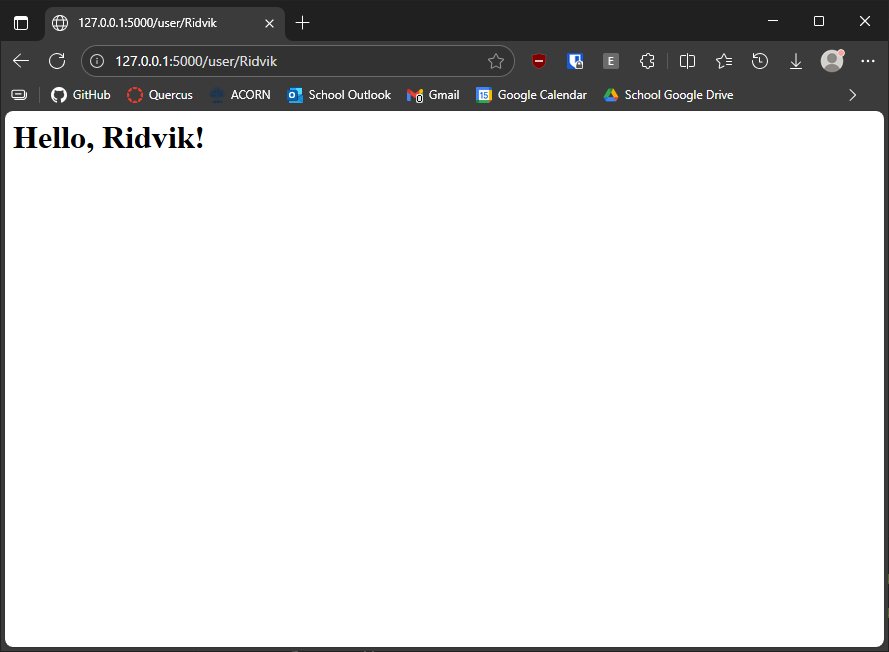 127.0.0.1:5000/user/Ridvik
127.0.0.1:5000/user/Ridvik
E
GitHub Quercus ACORN School Outlook Gmail 15 Google Calendar School Google Drive
Hello, Ridvik!